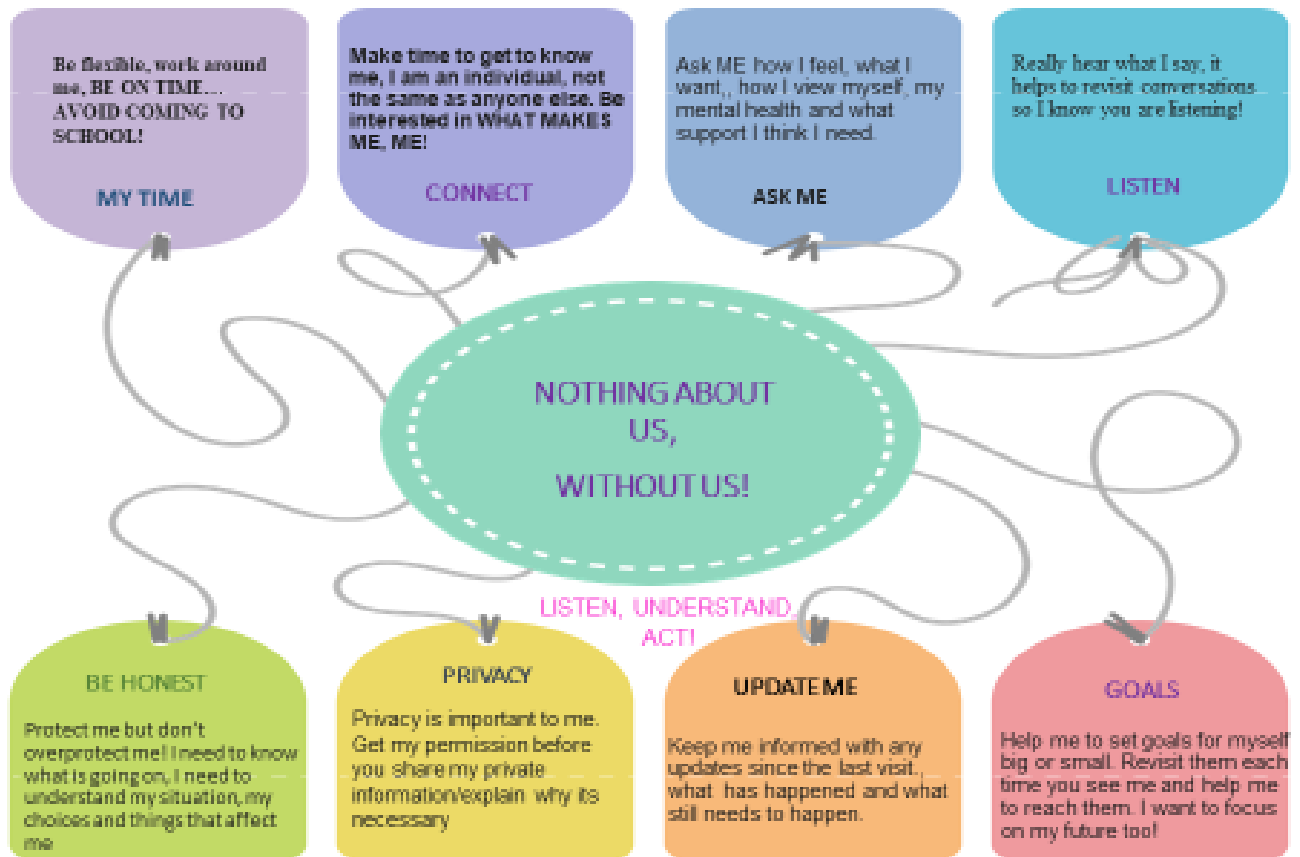 Be flexible, work around
me, BE ON TIME...
AVOID COMING TO
SCHOOL!
MY TIME
Make time to get to know
me, I am an individual, not
the same as anyone else. Be
interested in WHAT MAKES
ME, ME!
CONNECT
Ask ME how I feel, what I
want,, how I view myself, my
mental health and what
support I think I need.
ASK ME
Really hear what I say, it
helps to revisit conversations
so I know you are listening!
LISTEN
NOTHING ABOUT
US,
WITHOUT US!
LISTEN, UNDERSTAND,
ACT!
BE HONEST
Protect me but don't
overprotect me! I need to know
what is going on, I need to
understand my situation, my
choices and things that affect
me
PRIVACY
Privacy is important to me.
Get my permission before
you share my private
information/explain why its
necessary
UPDATE ME
Keep me informed with any
updates since the last visit.,
what has happened and what
still needs to happen.
GOALS
Help me to set goals for myself
big or small. Revisit them each
time you see me and help me
to reach them. I want to focus
on my future too!